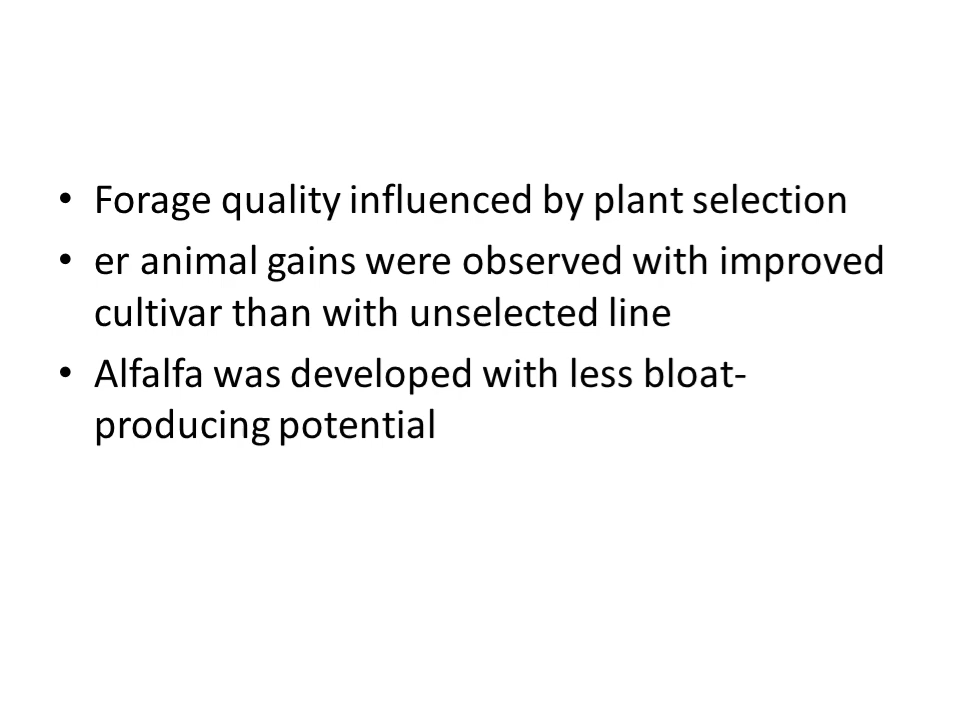 • Forage quality influenced by plant selection
• er animal gains were observed with improved
cultivar than with unselected line
• Alfalfa was developed with less bloat-
producing potential